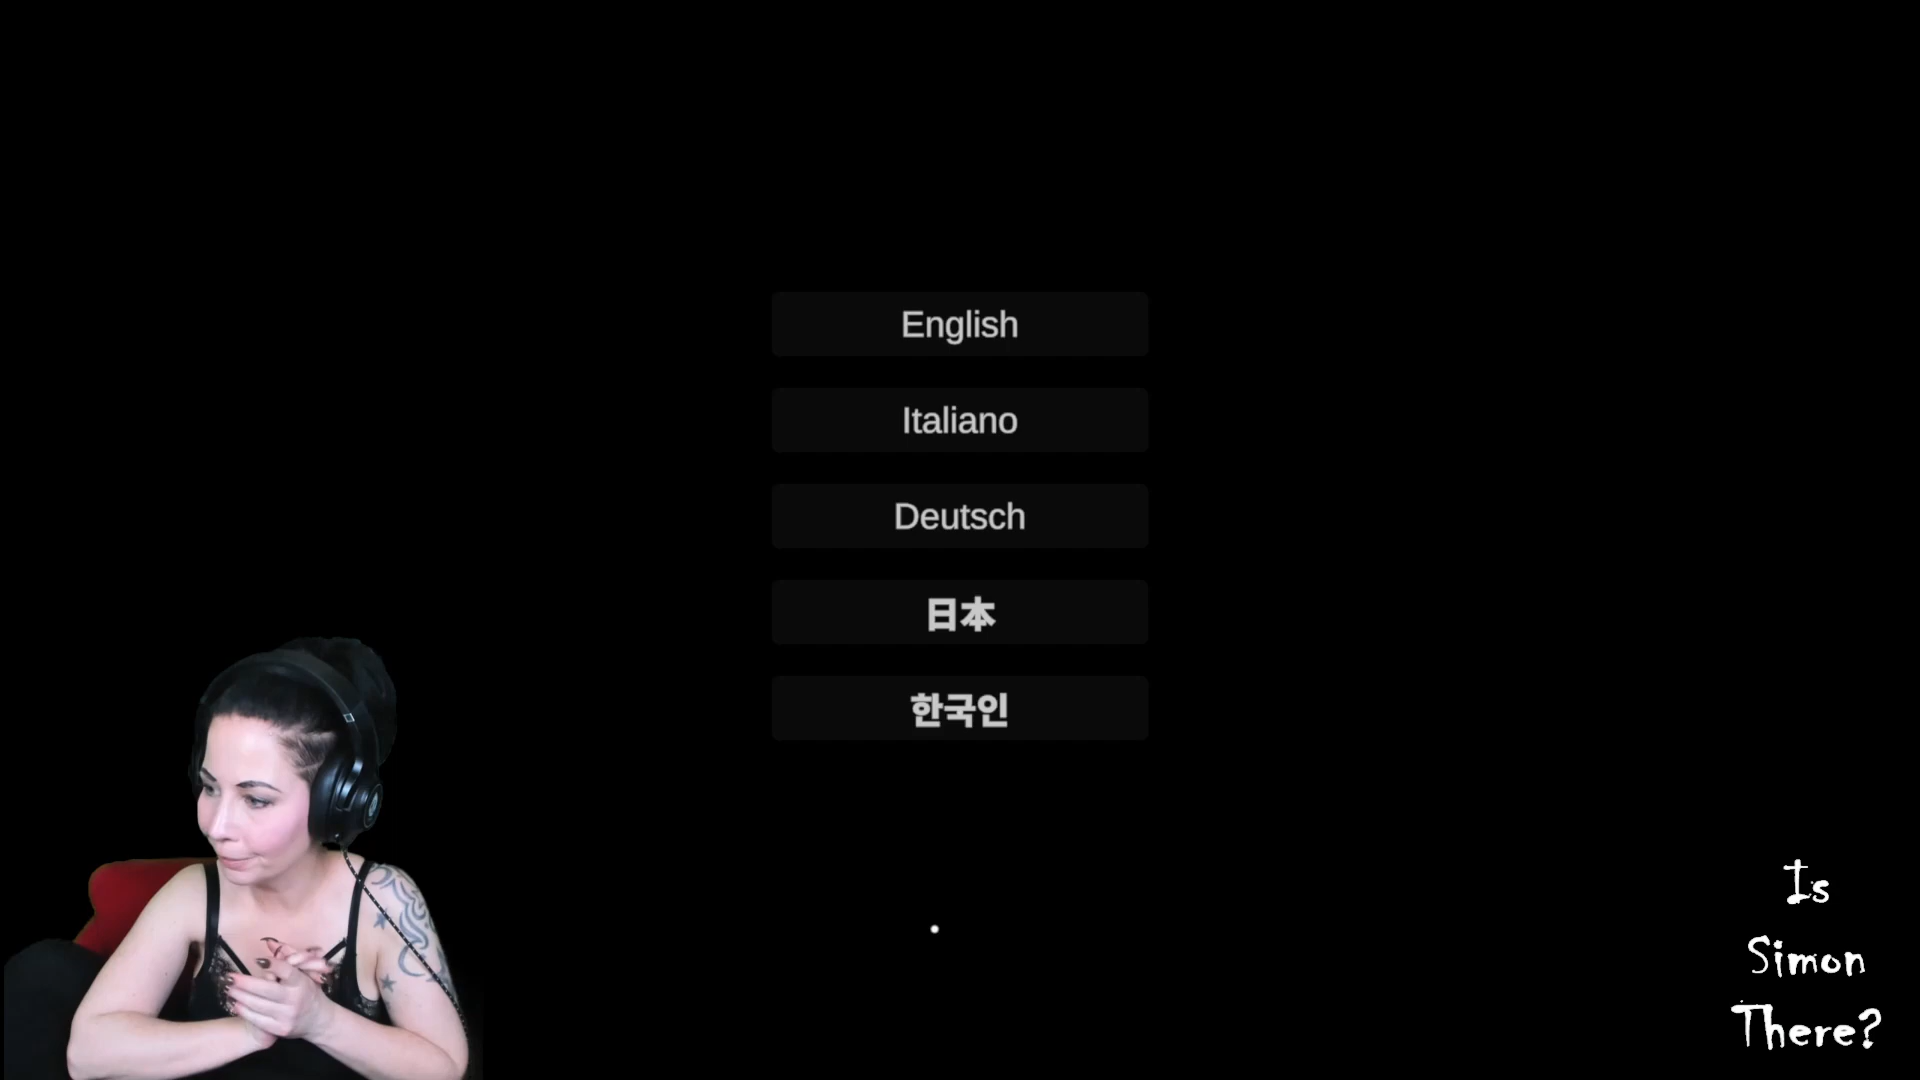 English
Italiano
Deutsch
日本
한국인
Is
Simon
There?